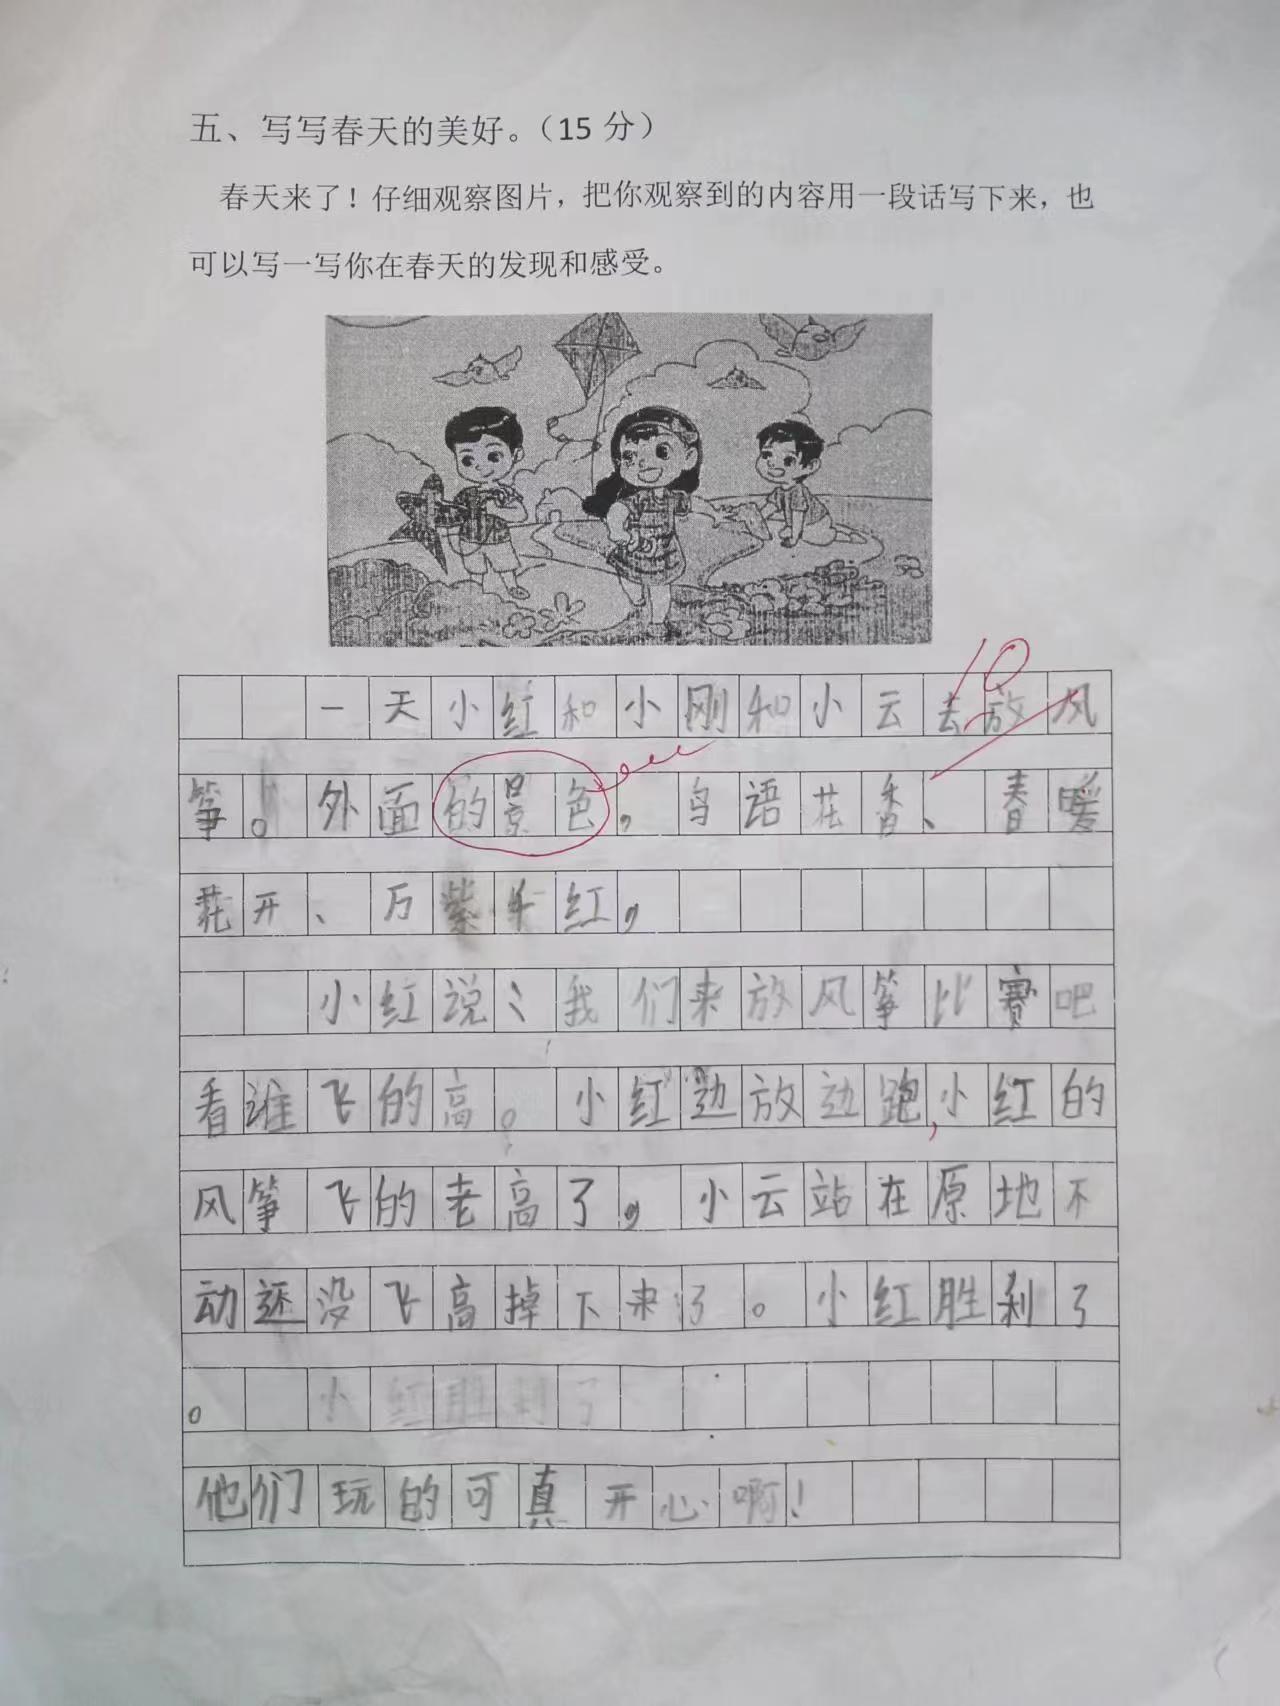 五、写写春天的美好。（15 分）
春天来了！仔细观察图片，把你观察到的内容用一段话写下来，也
可以写一写你在春天的发现和感受。
10
一天小红和小刚和小云去放风
筝。外面的景色，鸟语花香、春暖
花开、万紫千红。
小红说：我们来放风筝比赛吧
看谁飞的高。小红边放边跑，小红的
风筝飞的老高了。小云站在原地不
动还没飞高掉下来了。小红胜利了
。 小红胜利了
他们玩的可真开心啊！